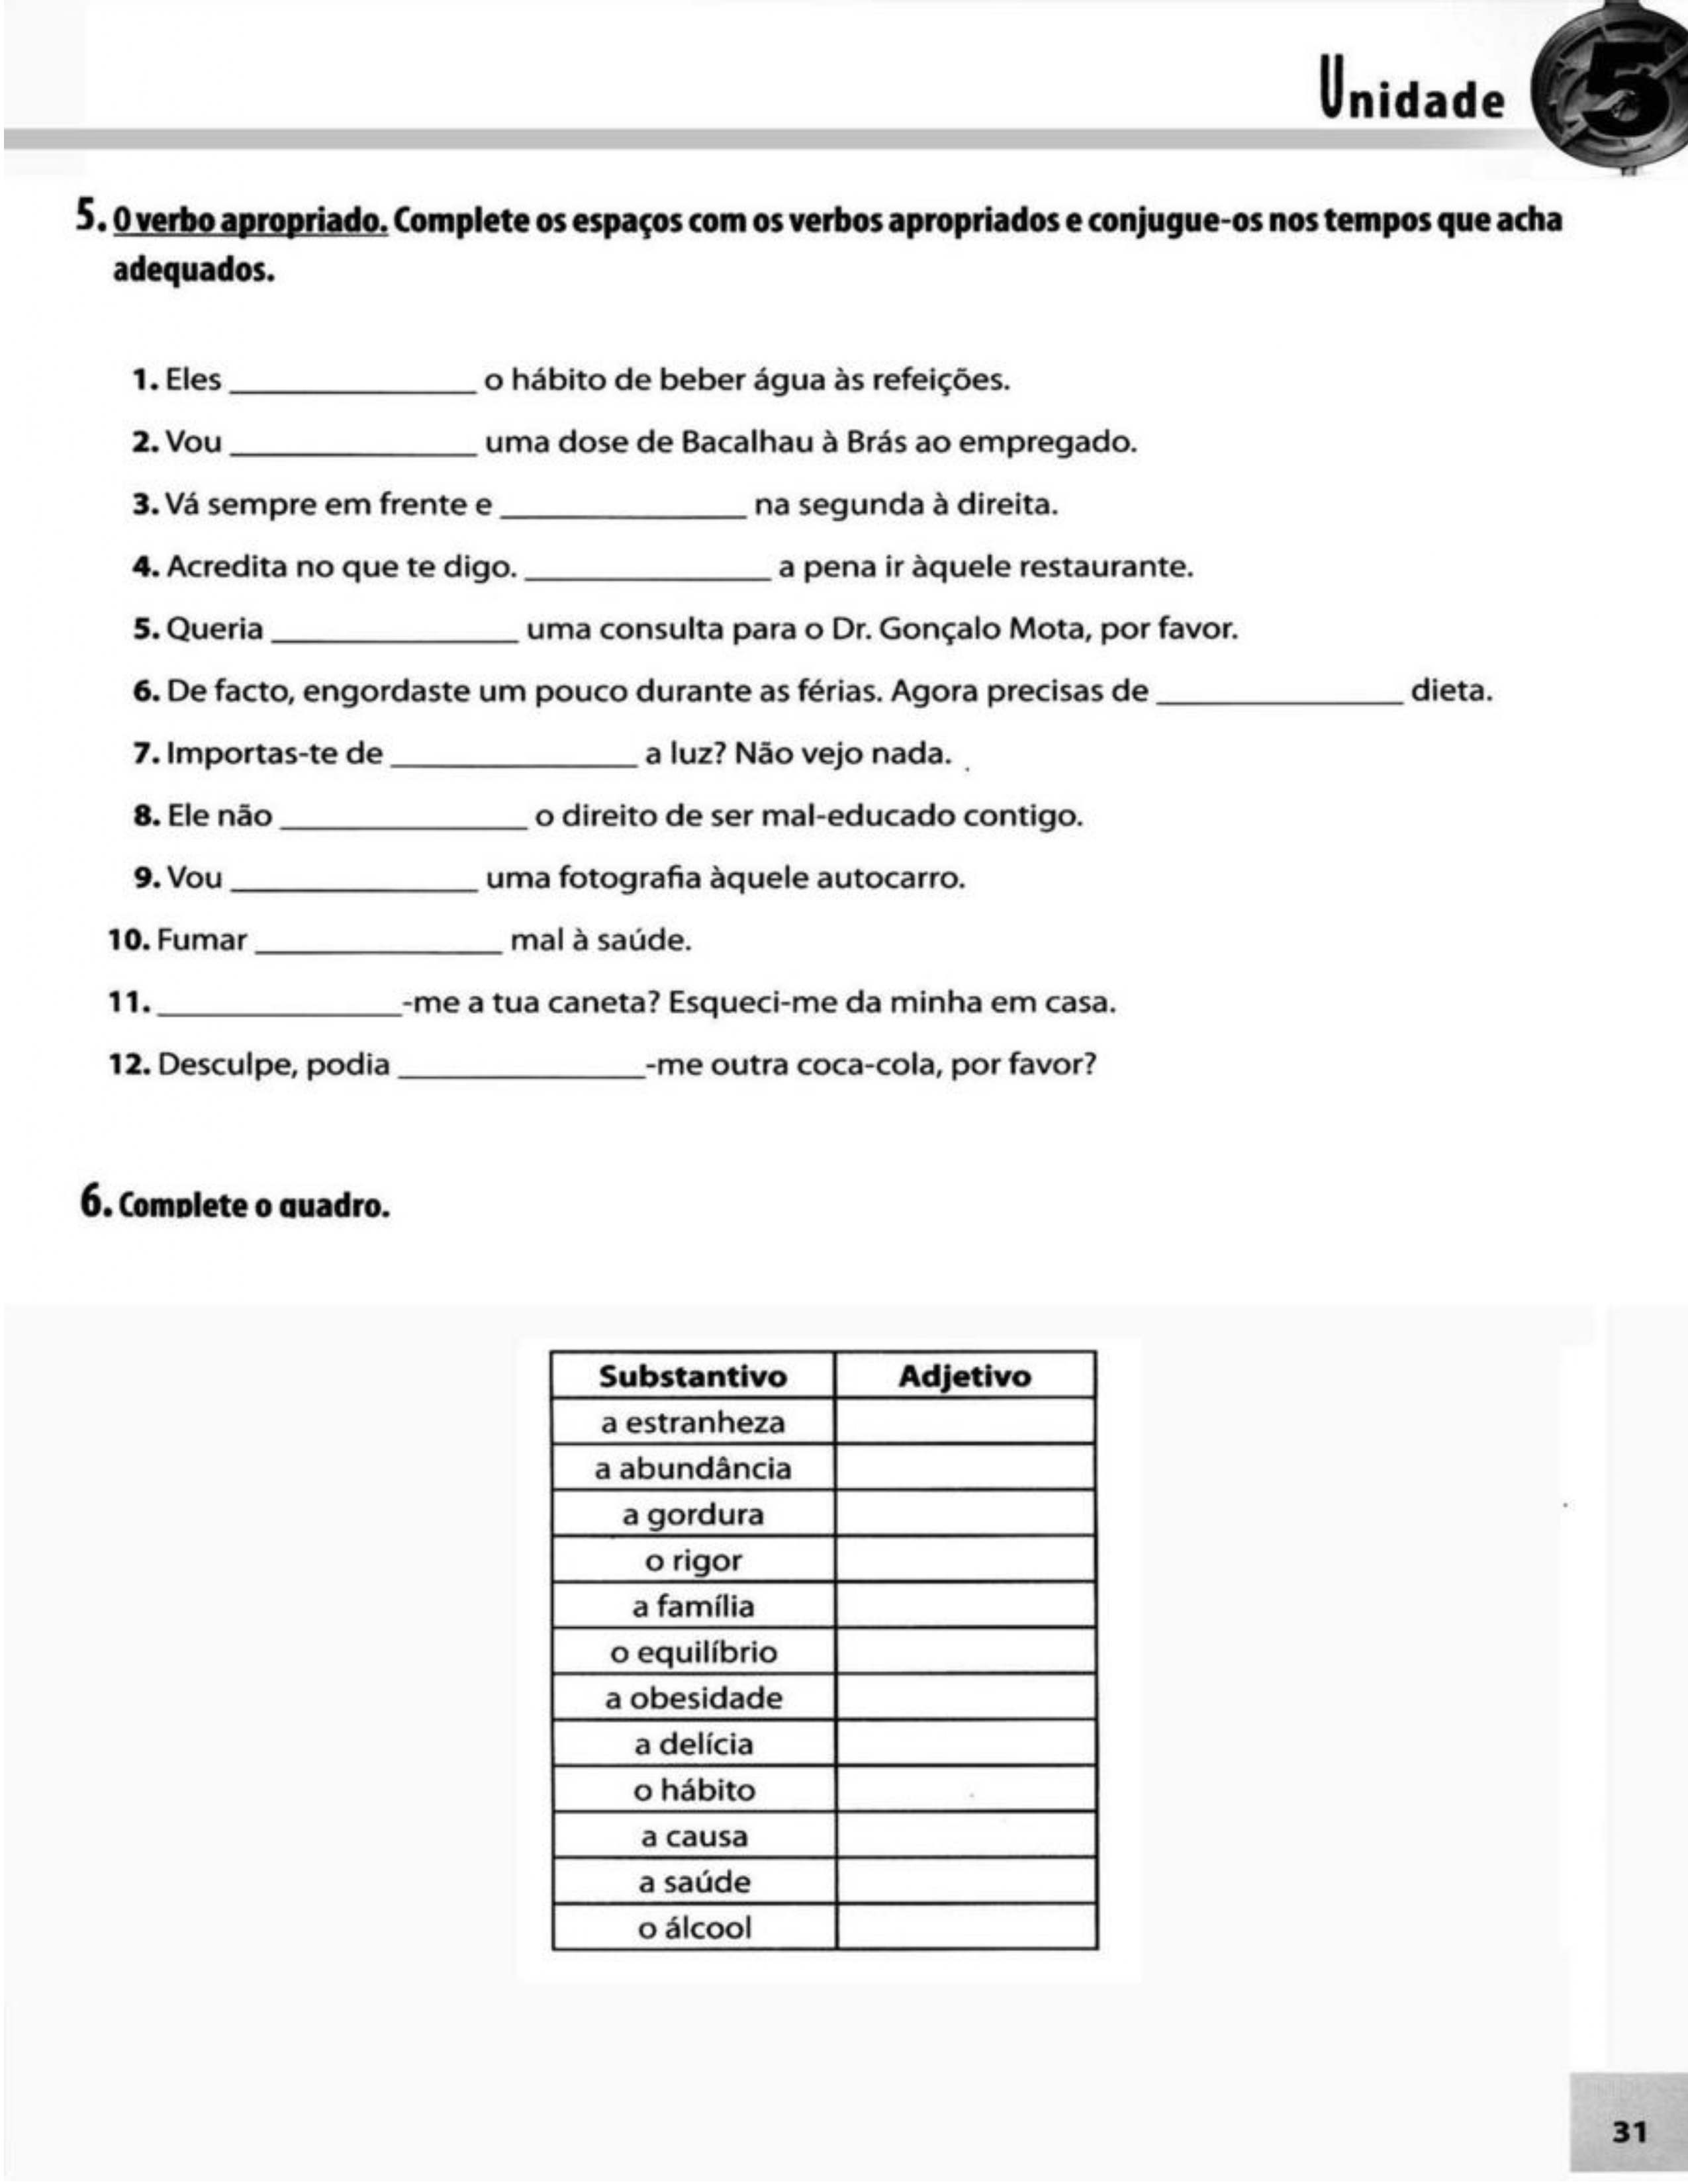 Unidade 5
5. O verbo apropriado. Complete os espaços com os verbos apropriados e conjugue-os nos tempos que acha
adequados.
1. Eles ______________ o hábito de beber água às refeições.
2. Vou ______________ uma dose de Bacalhau à Brás ao empregado.
3. Vá sempre em frente e ______________ na segunda à direita.
4. Acredita no que te digo. ______________ a pena ir àquele restaurante.
5. Queria ______________ uma consulta para o Dr. Gonçalo Mota, por favor.
6. De facto, engordaste um pouco durante as férias. Agora precisas de ______________ dieta.
7. Importas-te de ______________ a luz? Não vejo nada.
8. Ele não ______________ o direito de ser mal-educado contigo.
9. Vou ______________ uma fotografia àquele autocarro.
10. Fumar ______________ mal à saúde.
11. ______________-me a tua caneta? Esqueci-me da minha em casa.
12. Desculpe, podia ______________-me outra coca-cola, por favor?
6. Complete o quadro.
Substantivo Adjetivo
a estranheza
a abundância
a gordura
o rigor
a família
o equilíbrio
a obesidade
a delícia
o hábito
a causa
a saúde
o álcool
31